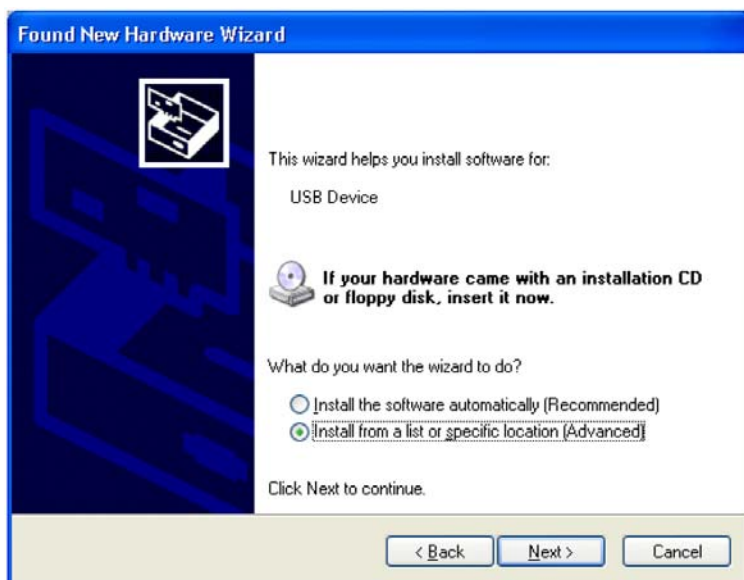 Found New Hardware Wizard
This wizard helps you install software for:
USB Device
If your hardware came with an installation CD
or floppy disk, insert it now.
What do you want the wizard to do?
Install the software automatically (Recommended)
Install from a list or specific location (Advanced)
Click Next to continue.
< Back
Next >
Cancel